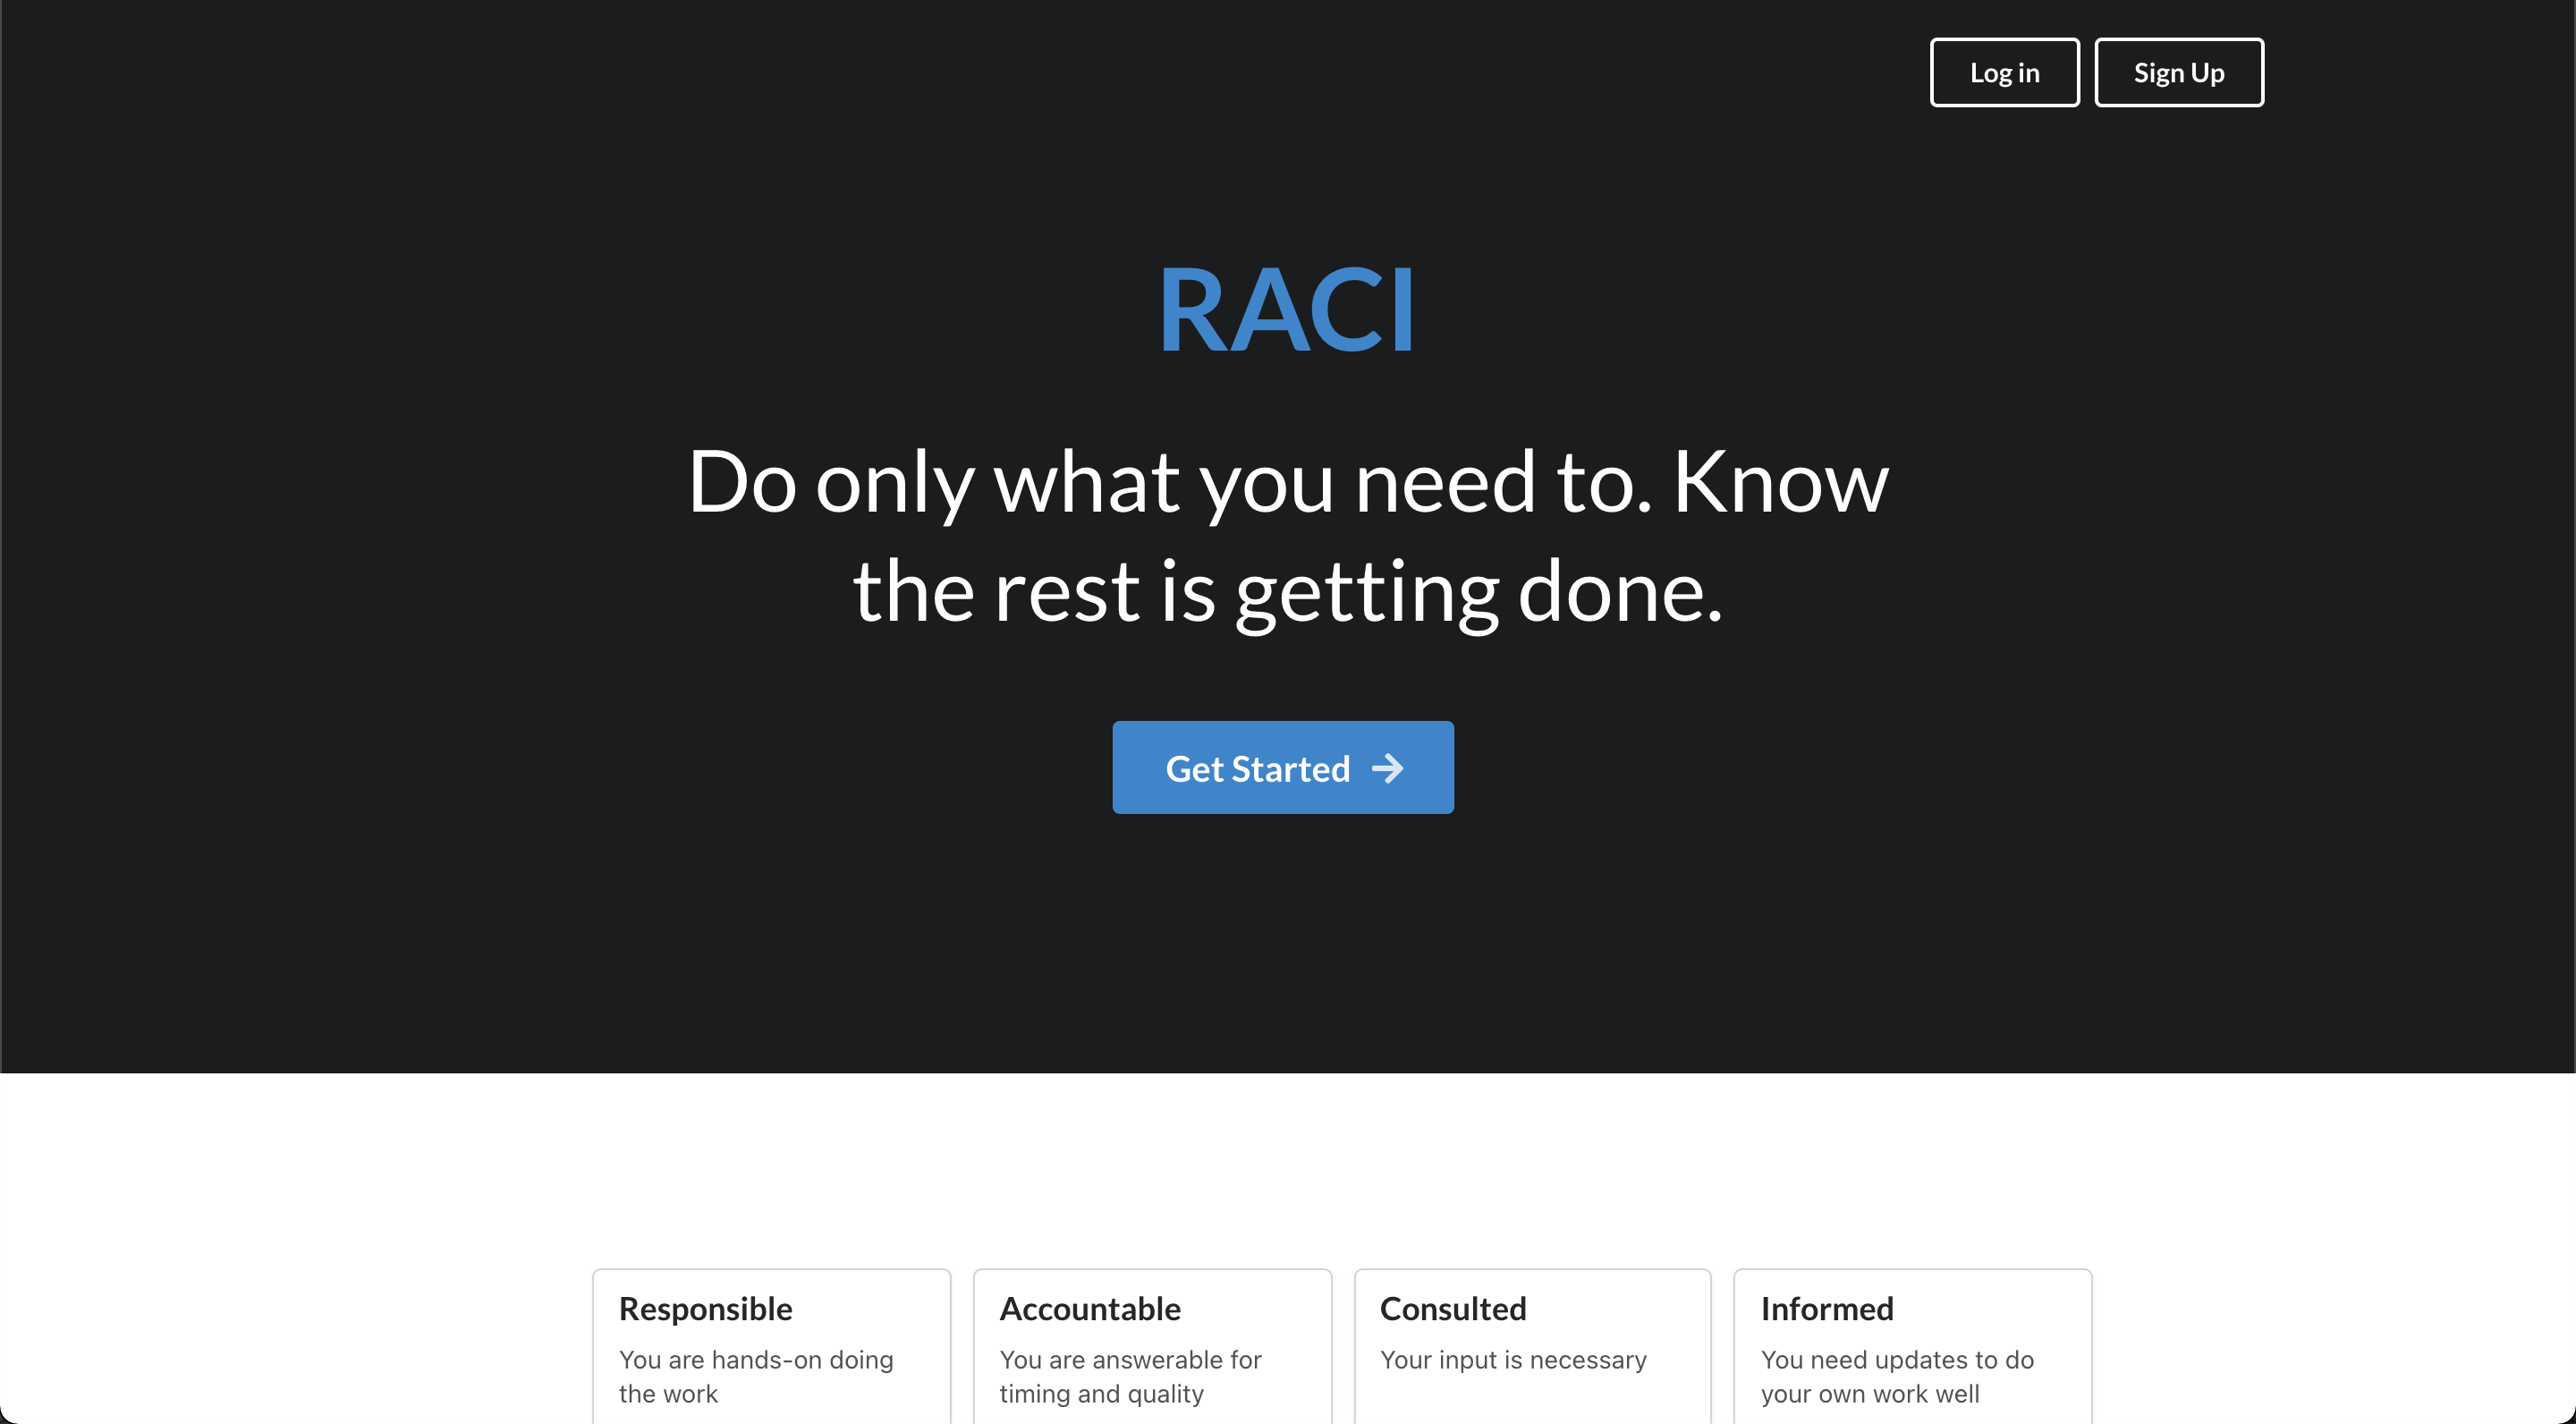 Log in
Sign Up
RACI
Do only what you need to. Know
the rest is getting done.
Get Started
Responsible
You are hands-on doing
the work
Accountable
You are answerable for
timing and quality
Consulted
Your input is necessary
Informed
You need updates to do
your own work well